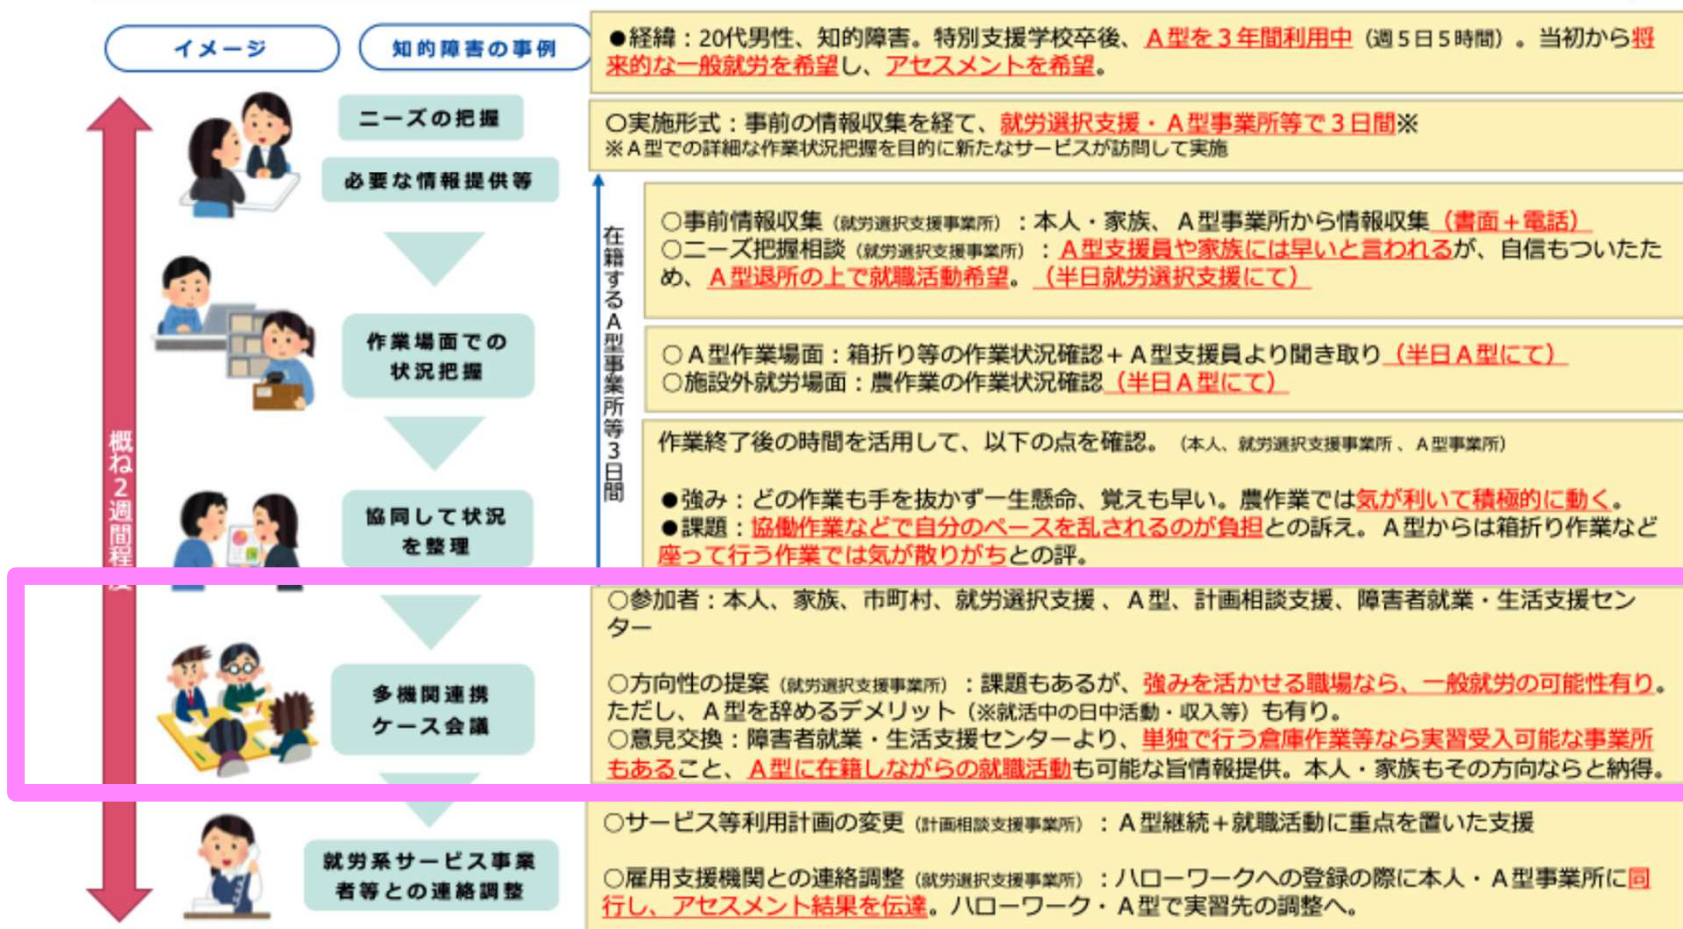 イメージ
知的障害の事例
●経緯：20代男性、知的障害。特別支援学校卒後、Ａ型を３年間利用中（週５日５時間）。当初から将
来的な一般就労を希望し、アセスメントを希望。
ニーズの把握
必要な情報提供等
〇実施形式：事前の情報収集を経て、就労選択支援・Ａ型事業所等で３日間※
※Ａ型での詳細な作業状況把握を目的に新たなサービスが訪問して実施
在籍するＡ型事業所等３日間
〇事前情報収集（就労選択支援事業所）：本人・家族、Ａ型事業所から情報収集（書面＋電話）
〇ニーズ把握相談（就労選択支援事業所）：Ａ型支援員や家族には早いと言われるが、自信もついたた
め、Ａ型退所の上で就職活動希望。（半日就労選択支援にて）
作業場面での
状況把握
〇Ａ型作業場面：箱折り等の作業状況確認＋Ａ型支援員より聞き取り（半日Ａ型にて）
〇施設外就労場面：農作業の作業状況確認（半日Ａ型にて）
概ね２週間程度
協同して状況
を整理
作業終了後の時間を活用して、以下の点を確認。（本人、就労選択支援事業所、Ａ型事業所）
●強み：どの作業も手を抜かず一生懸命、覚えも早い。農作業では気が利いて積極的に動く。
●課題：協働作業などで自分のペースを乱されるのが負担との訴え。Ａ型からは箱折り作業など
座って行う作業では気が散りがちとの評。
多機関連携
ケース会議
〇参加者：本人、家族、市町村、就労選択支援、Ａ型、計画相談支援、障害者就業・生活支援セン
ター
〇方向性の提案（就労選択支援事業所）：課題もあるが、強みを活かせる職場なら、一般就労の可能性有り。
ただし、Ａ型を辞めるデメリット（※就活中の日中活動・収入等）も有り。
〇意見交換：障害者就業・生活支援センターより、単独で行う倉庫作業等なら実習受入可能な事業所
もあること、Ａ型に在籍しながらの就職活動も可能な旨情報提供。本人・家族もその方向ならと納得。
就労系サービス事業
者等との連絡調整
〇サービス等利用計画の変更（計画相談支援事業所）：Ａ型継続＋就職活動に重点を置いた支援
〇雇用支援機関との連絡調整（就労選択支援事業所）：ハローワークへの登録の際に本人・Ａ型事業所に同
行し、アセスメント結果を伝達。ハローワーク・Ａ型で実習先の調整へ。